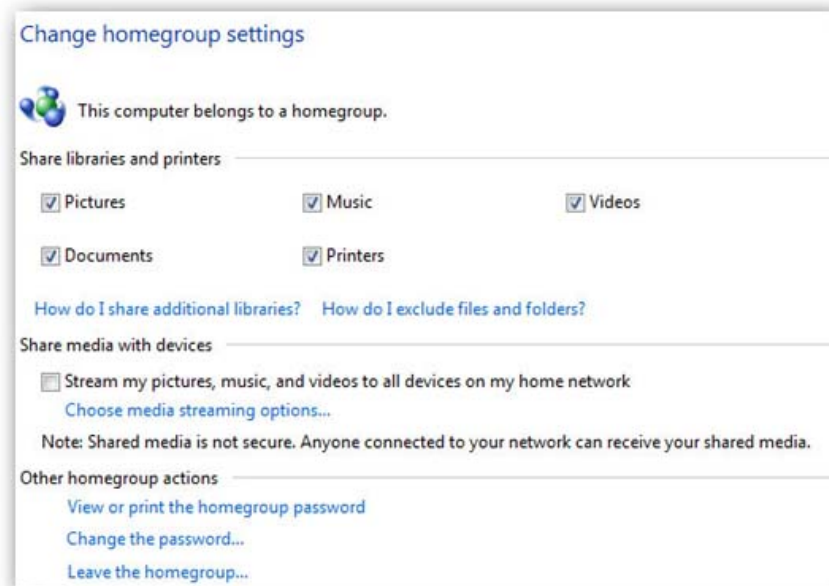 Change homegroup settings
This computer belongs to a homegroup.
Share libraries and printers
Pictures Music Videos
Documents Printers
How do I share additional libraries? How do I exclude files and folders?
Share media with devices
Stream my pictures, music, and videos to all devices on my home network
Choose media streaming options...
Note: Shared media is not secure. Anyone connected to your network can receive your shared media.
Other homegroup actions
View or print the homegroup password
Change the password...
Leave the homegroup...